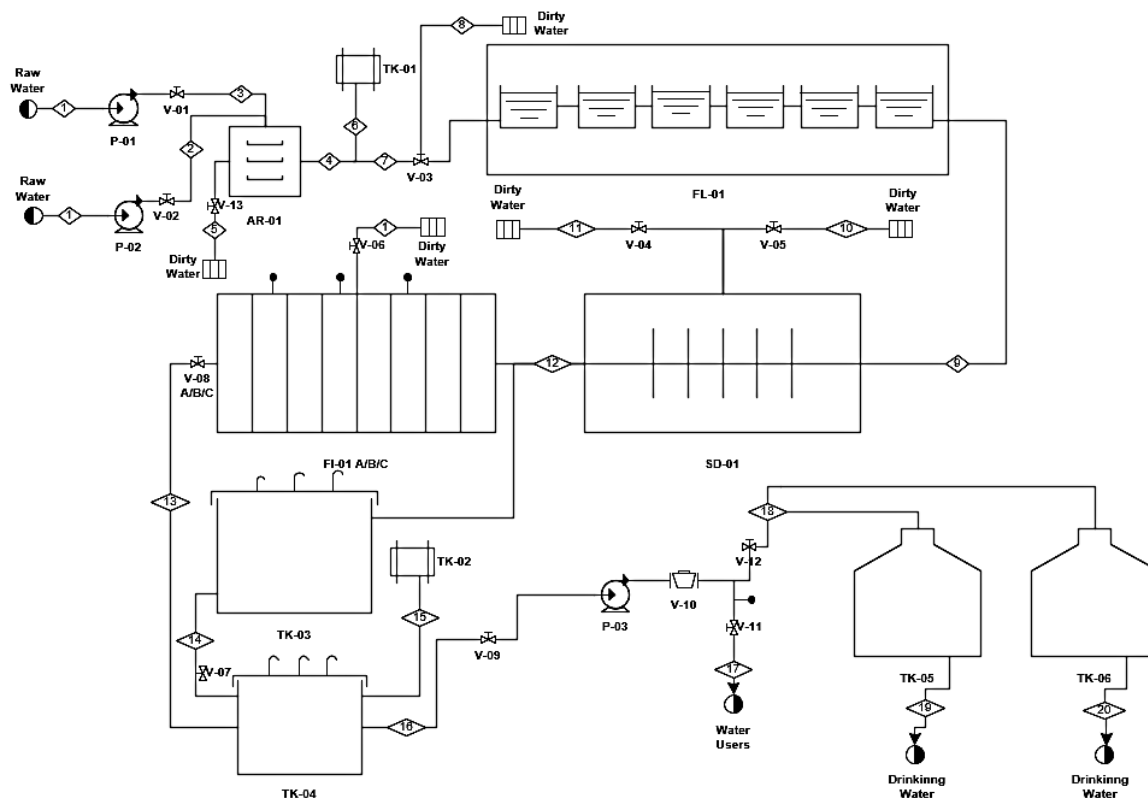 8
Dirty
Water
TK-01
Raw
Water
1
3
V-01
P-01
2
6
4
7
V-03
FL-01
Raw
Water
1
V-02
P-02
V-13
AR-01
5
Dirty
Water
1
V-06
Dirty
Water
Dirty
Water
11
V-04
V-05
10
Dirty
Water
V-08
A/B/C
12
9
FI-01 A/B/C
SD-01
13
TK-02
18
V-12
V-10
P-03
V-11
TK-03
14
15
V-07
V-09
16
17
Water
Users
TK-04
TK-05
19
Drinkinng
Water
TK-06
20
Drinkinng
Water